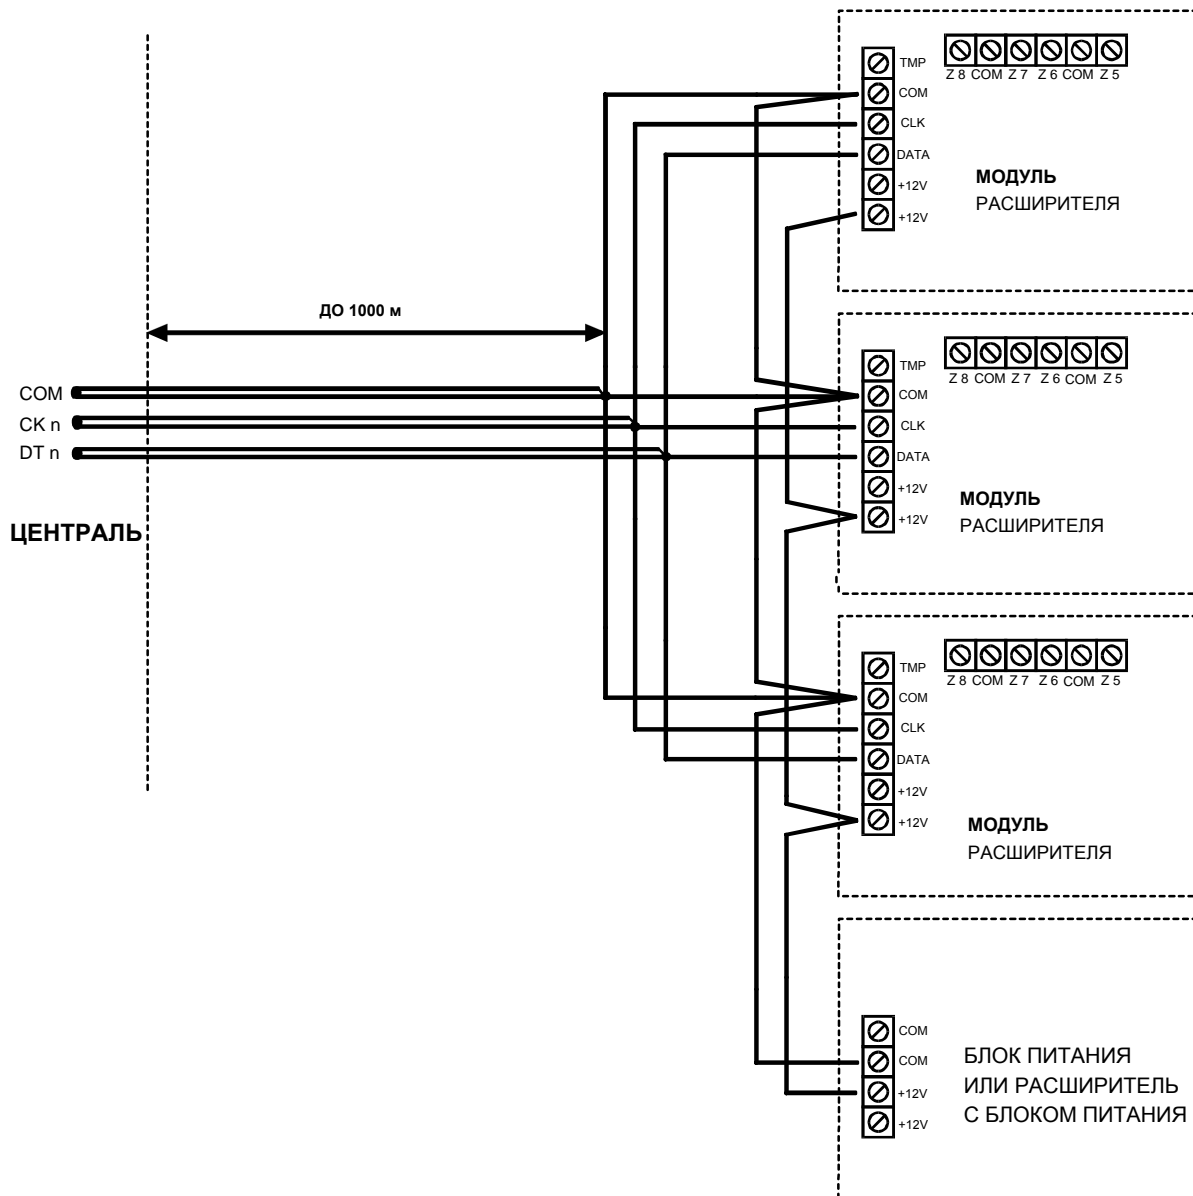 TMP
COM
CLK
DATA
+12V
+12V
Z 8 COM Z 7 Z 6 COM Z 5
МОДУЛЬ
РАСШИРИТЕЛЯ
ДО 1000 м
COM
CK n
DT n
ЦЕНТРАЛЬ
TMP
COM
CLK
DATA
+12V
+12V
Z 8 COM Z 7 Z 6 COM Z 5
МОДУЛЬ
РАСШИРИТЕЛЯ
TMP
COM
CLK
DATA
+12V
+12V
Z 8 COM Z 7 Z 6 COM Z 5
МОДУЛЬ
РАСШИРИТЕЛЯ
COM
COM
+12V
+12V
БЛОК ПИТАНИЯ
ИЛИ РАСШИРИТЕЛЬ
С БЛОКОМ ПИТАНИЯ